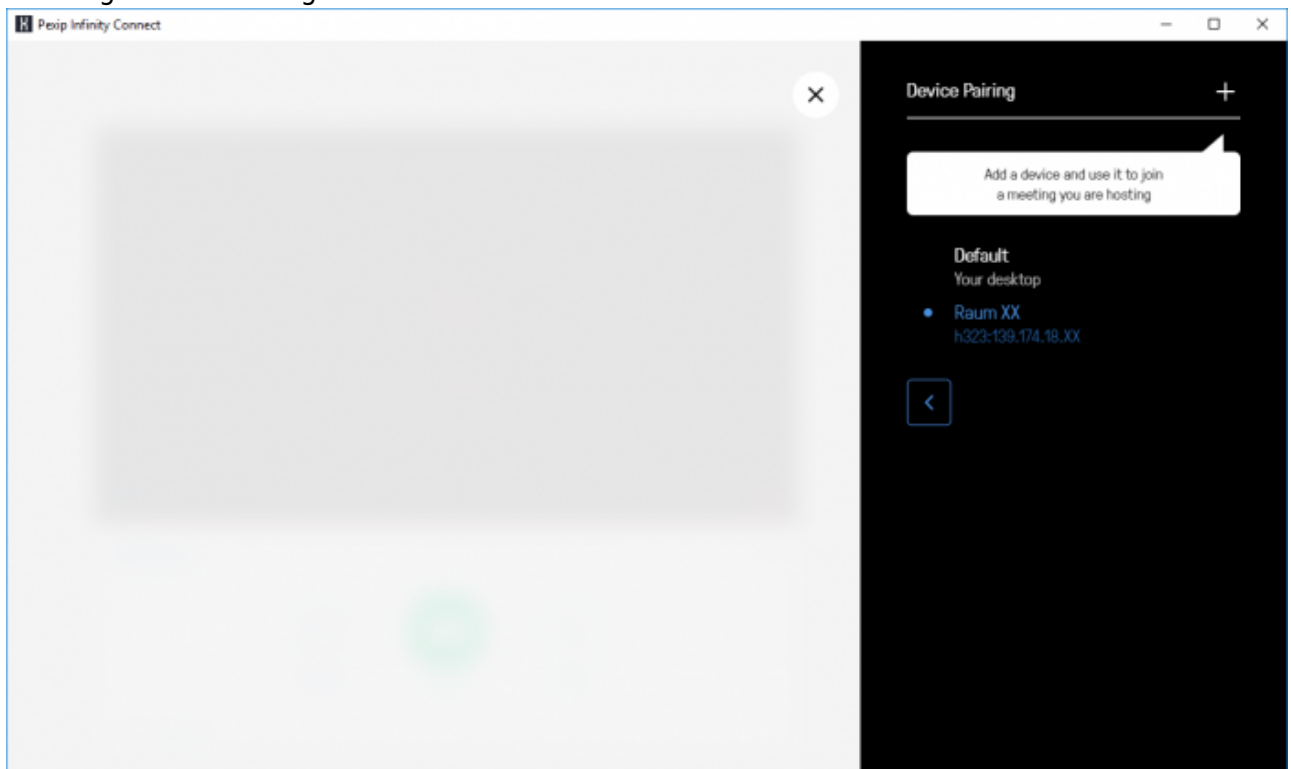 Pexip Infinity Connect
Device Pairing
Add a device and use it to join
a meeting you are hosting
Default
Your desktop
Raum XX
h323:139.174.18.XX